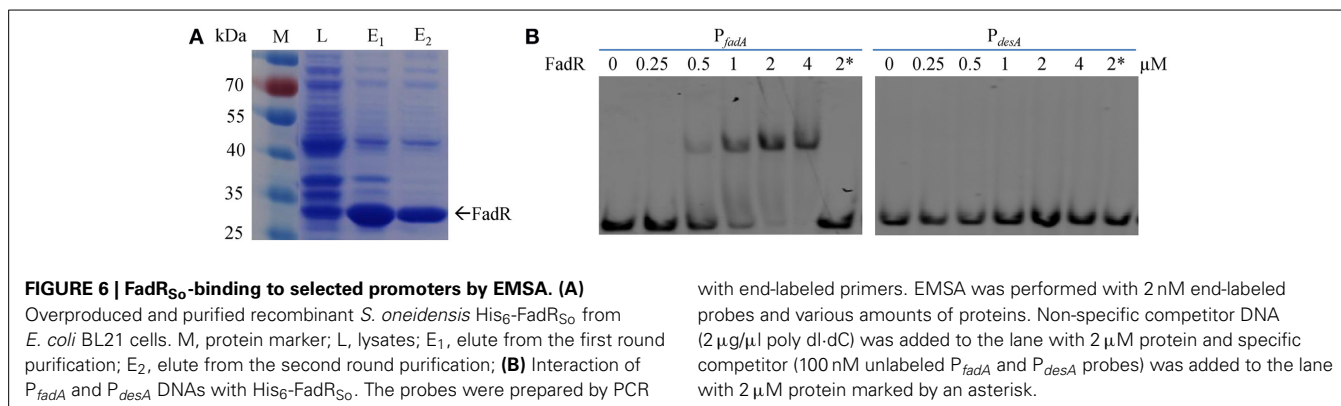 A kDa M L E1 E2
70
55
40
35
25
←FadR
B PfadA PdesA
FadR 0 0.25 0.5 1 2 4 2* 0 0.25 0.5 1 2 4 2* μM
FIGURE 6 | FadRSo-binding to selected promoters by EMSA. (A)
Overproduced and purified recombinant S. oneidensis His6-FadRSo from
E. coli BL21 cells. M, protein marker; L, lysates; E1, elute from the first round
purification; E2, elute from the second round purification; (B) Interaction of
PfadA and PdesA DNAs with His6-FadRSo. The probes were prepared by PCR
with end-labeled primers. EMSA was performed with 2 nM end-labeled
probes and various amounts of proteins. Non-specific competitor DNA
(2 μg/μl poly dI·dC) was added to the lane with 2 μM protein and specific
competitor (100 nM unlabeled PfadA and PdesA probes) was added to the lane
with 2 μM protein marked by an asterisk.